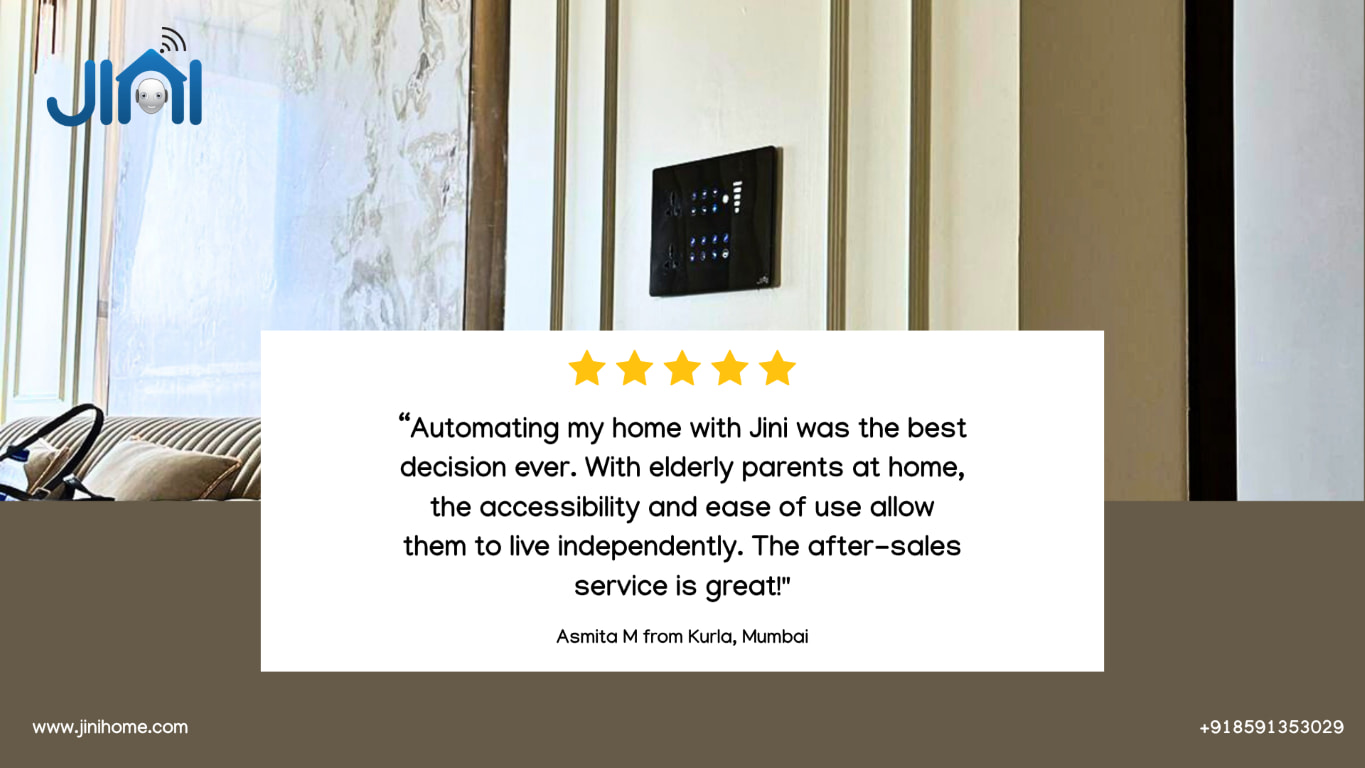 JINI
JINI
“Automating my home with Jini was the best
decision ever. With elderly parents at home,
the accessibility and ease of use allow
them to live independently. The after-sales
service is great!"
Asmita M from Kurla, Mumbai
www.jinihome.com
+918591353029